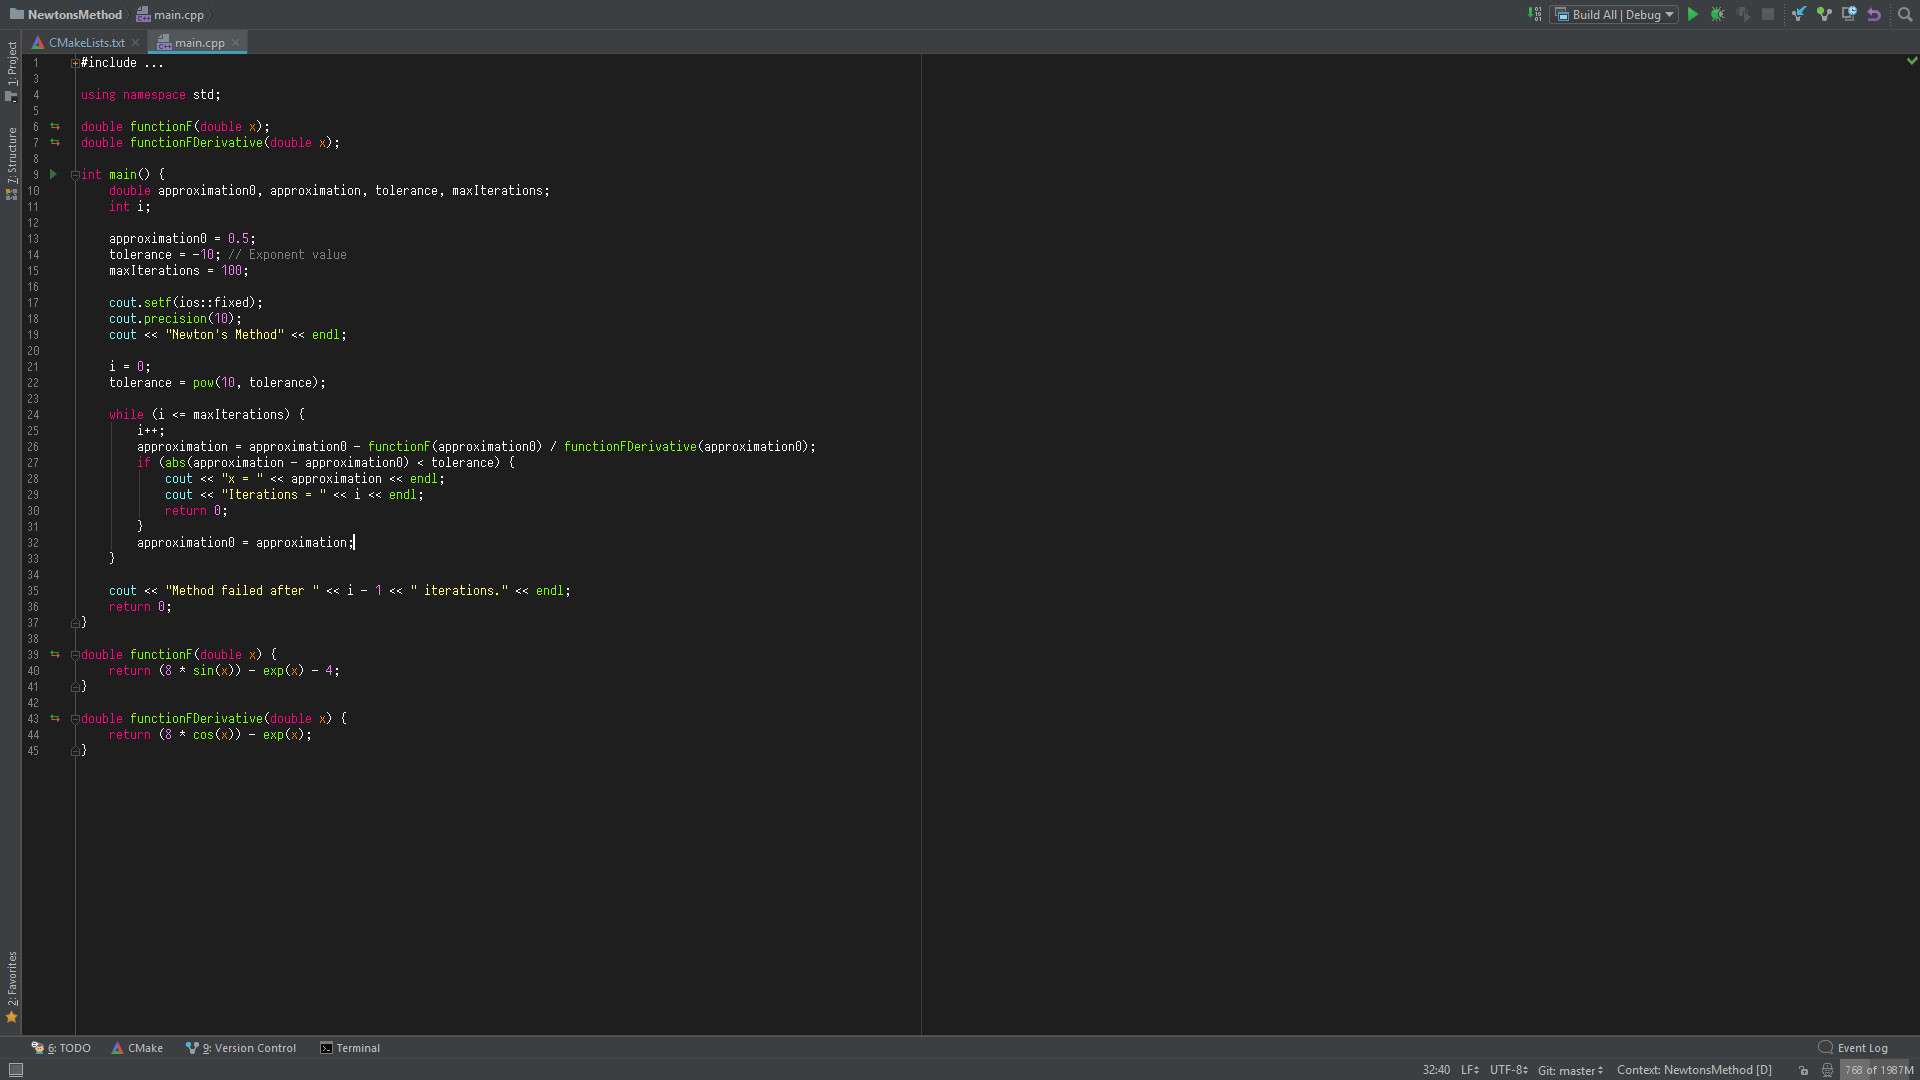 NewtonsMethod main.cpp
Build All | Debug
CMakeLists.txt main.cpp
1: Project
7: Structure
2: Favorites
1 #include ...
3
4 using namespace std;
5
6 double functionF(double x);
7 double functionFDerivative(double x);
8
9 int main() {
10 double approximation0, approximation, tolerance, maxIterations;
11 int i;
12
13 approximation0 = 0.5;
14 tolerance = -10; // Exponent value
15 maxIterations = 100;
16
17 cout.setf(ios::fixed);
18 cout.precision(10);
19 cout << "Newton's Method" << endl;
20
21 i = 0;
22 tolerance = pow(10, tolerance);
23
24 while (i <= maxIterations) {
25 i++;
26 approximation = approximation0 - functionF(approximation0) / functionFDerivative(approximation0);
27 if (abs(approximation - approximation0) < tolerance) {
28 cout << "x = " << approximation << endl;
29 cout << "Iterations = " << i << endl;
30 return 0;
31 }
32 approximation0 = approximation;
33 }
34
35 cout << "Method failed after " << i - 1 << " iterations." << endl;
36 return 0;
37 }
38
39 double functionF(double x) {
40 return (8 * sin(x)) - exp(x) - 4;
41 }
42
43 double functionFDerivative(double x) {
44 return (8 * cos(x)) - exp(x);
45 }
6: TODO CMake 9: Version Control Terminal Event Log
32:40 LF UTF-8 Git: master Context: NewtonsMethod [D] 768 of 1987M